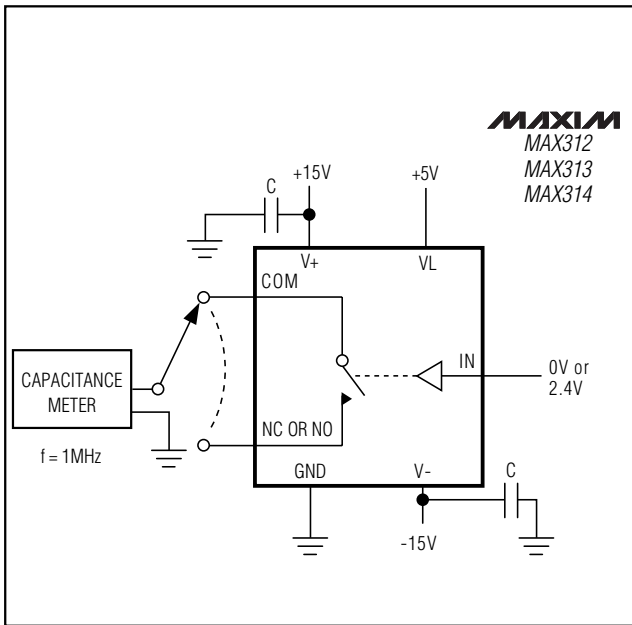 MAXIM
MAX312
MAX313
MAX314
+15V
+5V
C
V+
VL
COM
IN
0V or
2.4V
CAPACITANCE
METER
NC OR NO
f = 1MHz
GND
V-
C
-15V